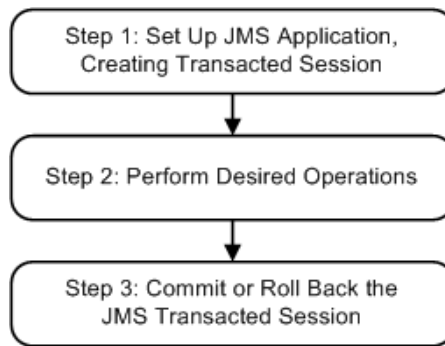 Step 1: Set Up JMS Application,
Creating Transacted Session
Step 2: Perform Desired Operations
Step 3: Commit or Roll Back the
JMS Transacted Session